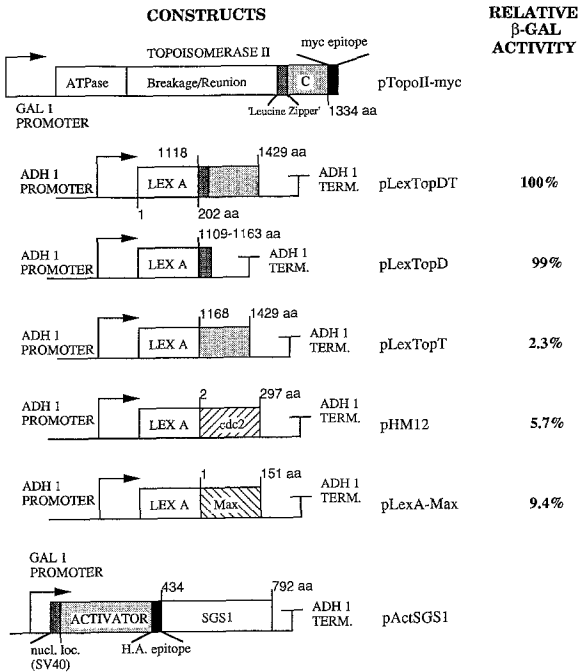 CONSTRUCTS
RELATIVE
β-GAL
ACTIVITY
myc epitope
TOPOISOMERASE II
ATPase
Breakage/Reunion
C
pTopoII-myc
GAL 1
PROMOTER
'Leucine Zipper'
1334 aa
1118
1429 aa
ADH 1
PROMOTER
LEX A
ADH 1
TERM.
pLexTopDT
100%
1
202 aa
1109-1163 aa
ADH 1
PROMOTER
LEX A
ADH 1
TERM.
pLexTopD
99%
1168
1429 aa
ADH 1
PROMOTER
LEX A
ADH 1
TERM.
pLexTopT
2.3%
2
297 aa
ADH 1
PROMOTER
LEX A
cdc2
ADH 1
TERM.
pHM12
5.7%
1
151 aa
ADH 1
PROMOTER
LEX A
Max
ADH 1
TERM.
pLexA-Max
9.4%
GAL 1
PROMOTER
434
792 aa
ACTIVATOR
SGS1
ADH 1
TERM.
pActSGS1
nucl. loc.
(SV40)
H.A. epitope